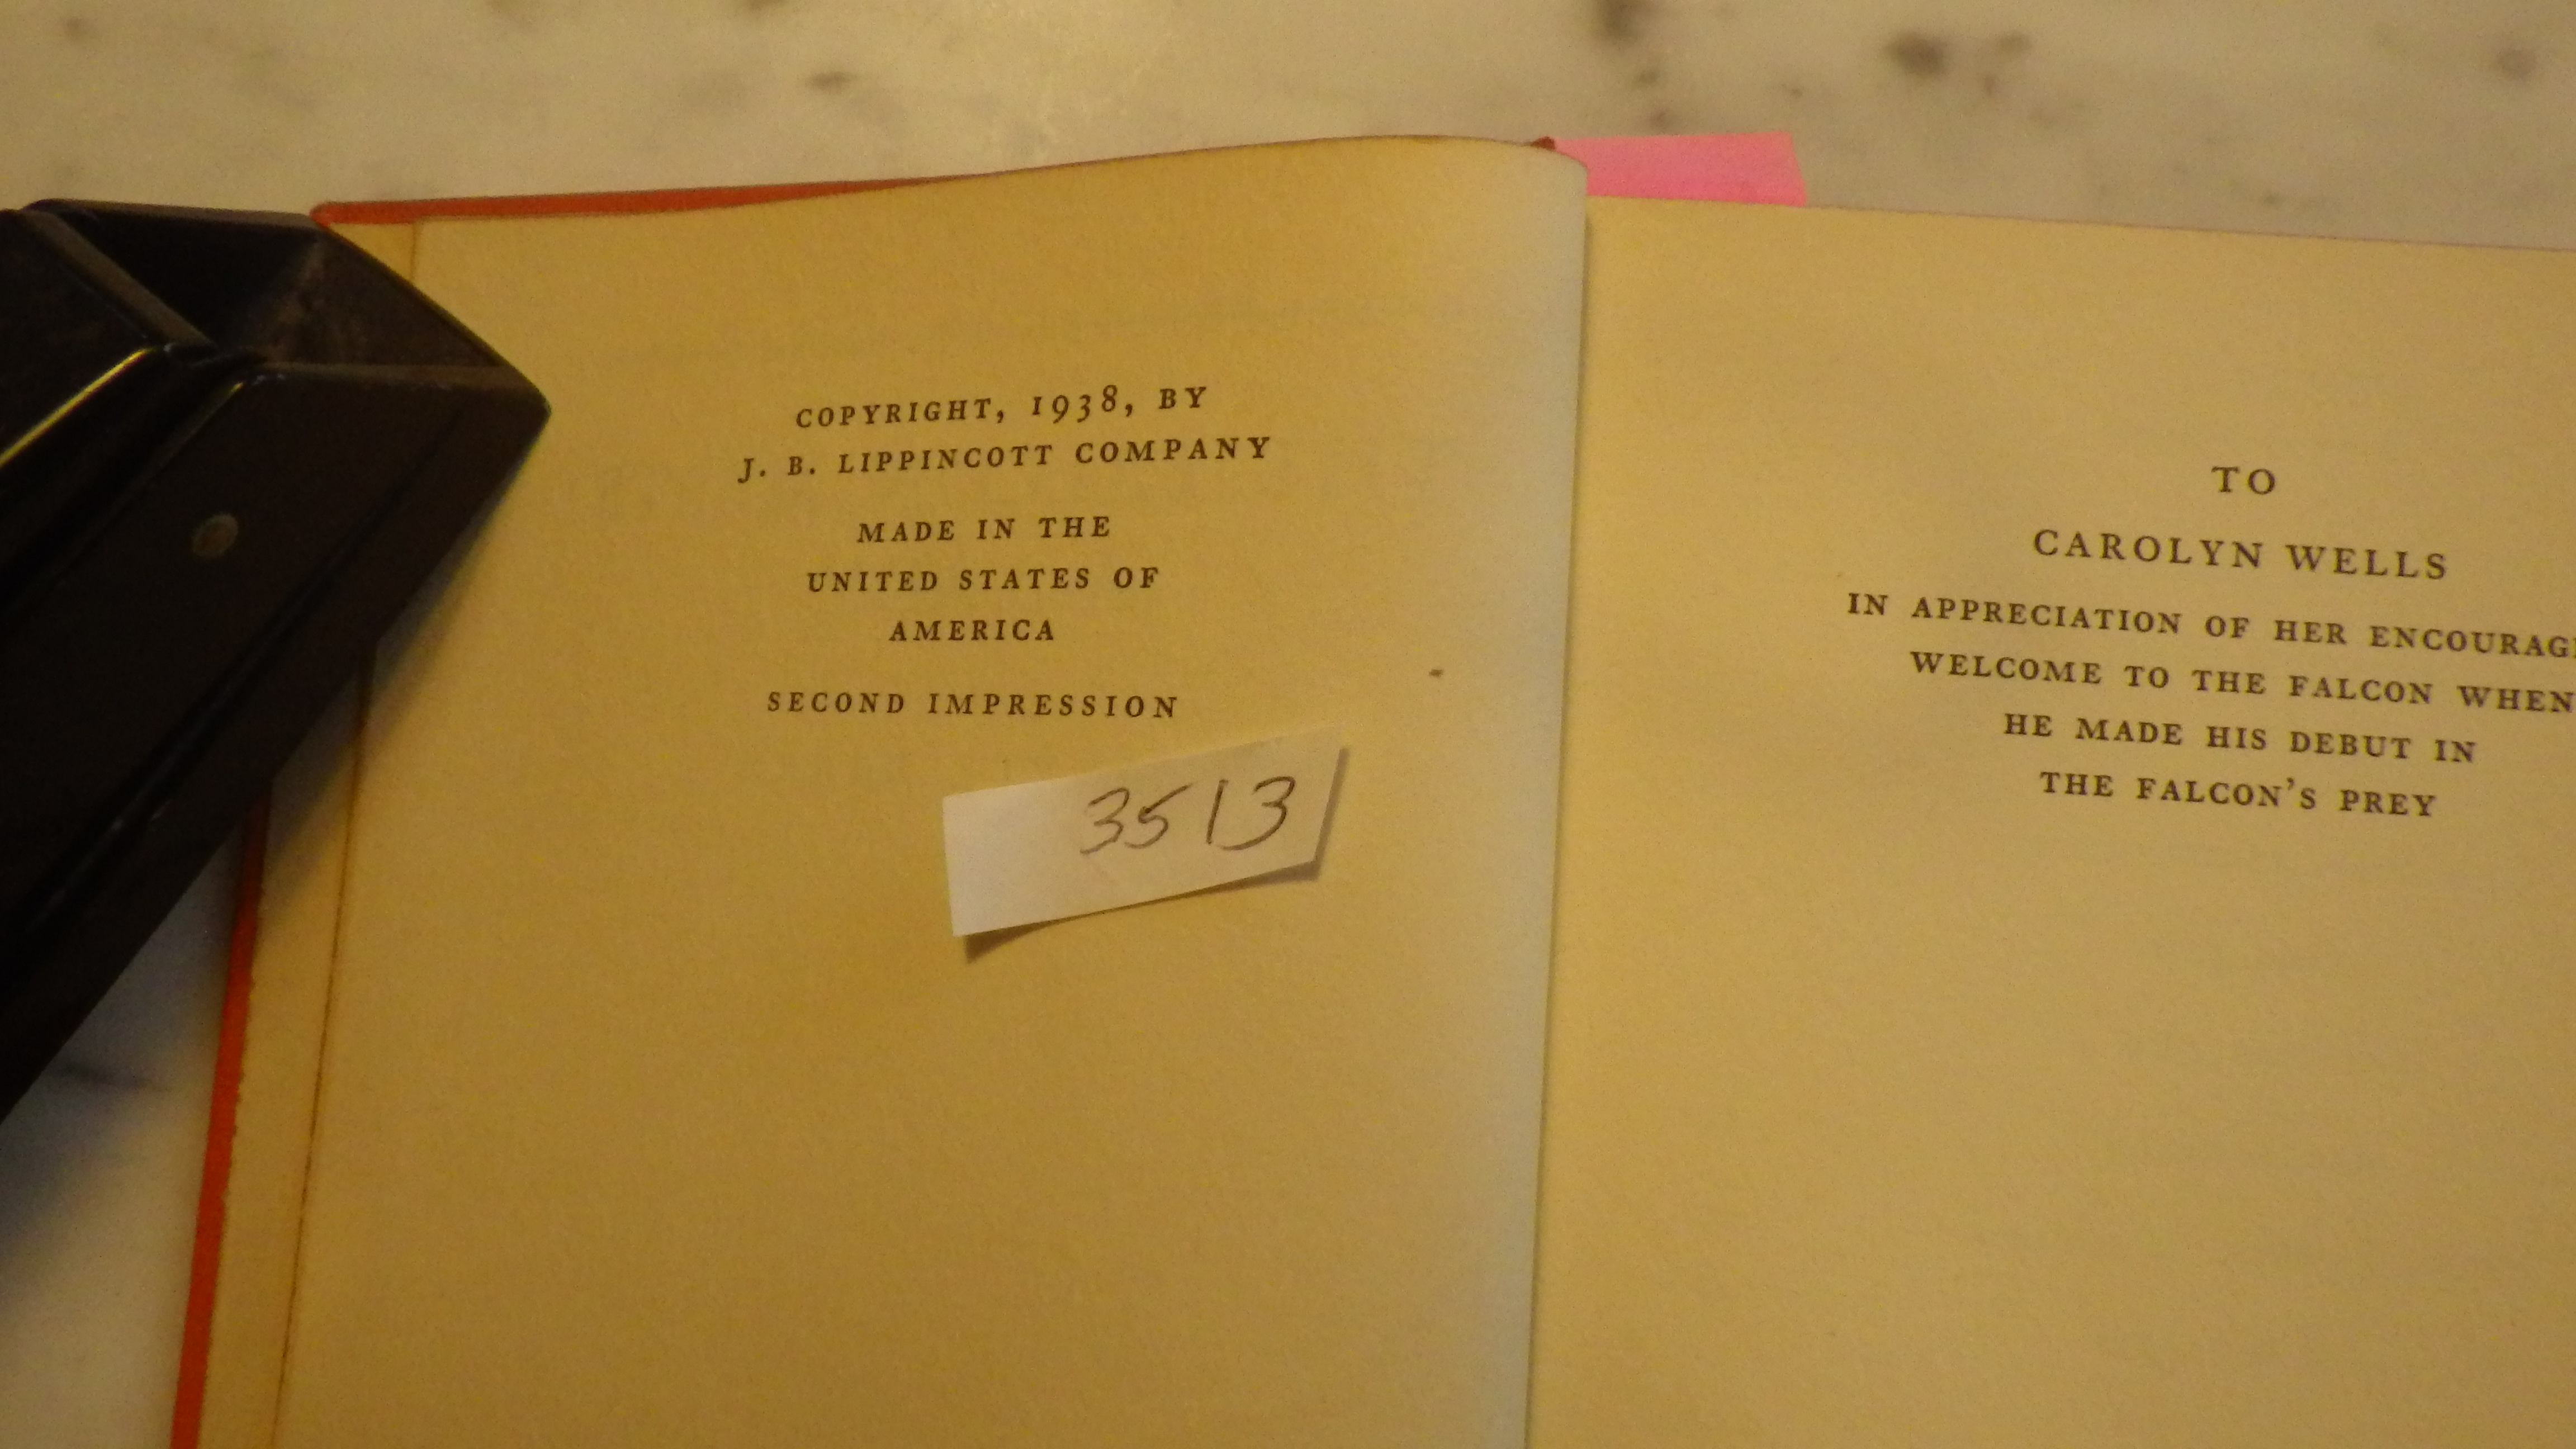 COPYRIGHT, 1938, BY
J. B. LIPPINCOTT COMPANY
MADE IN THE
UNITED STATES OF
AMERICA
SECOND IMPRESSION
3513
TO
CAROLYN WELLS
IN APPRECIATION OF HER
WELCOME TO THE FALCON WHEN
HE MADE HIS DEBUT IN
THE FALCON'S PREY